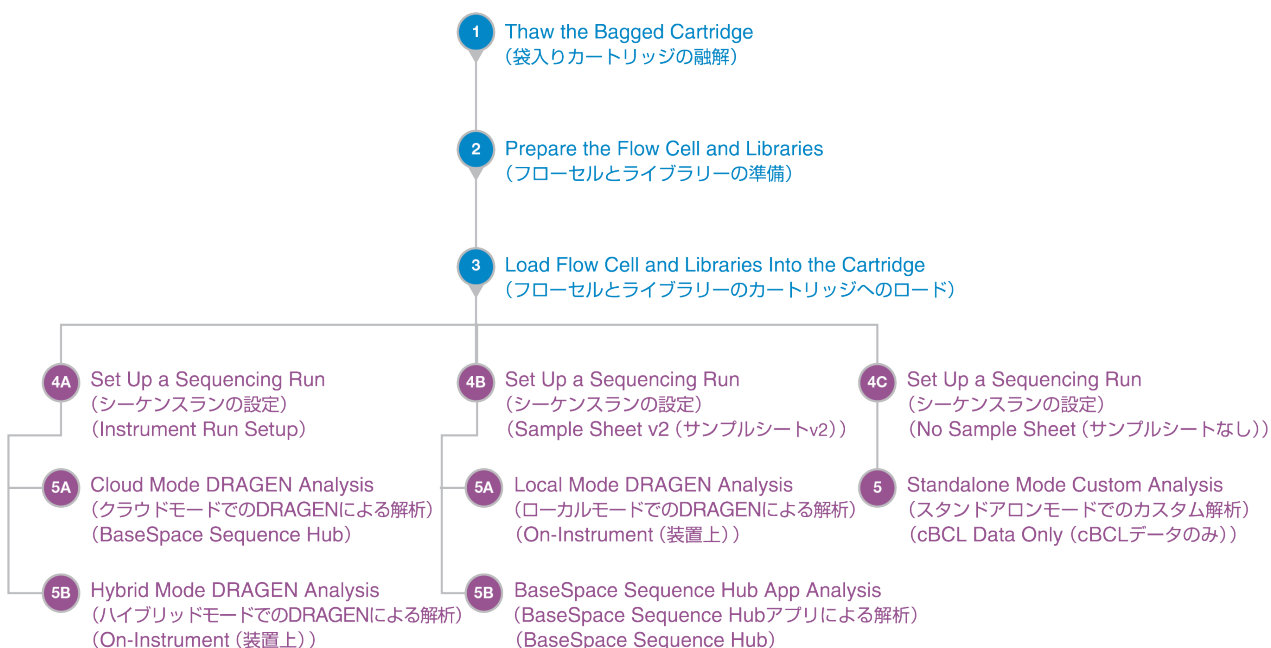 1 Thaw the Bagged Cartridge
（袋入りカートリッジの融解）
2 Prepare the Flow Cell and Libraries
（フローセルとライブラリーの準備）
3 Load Flow Cell and Libraries Into the Cartridge
（フローセルとライブラリーのカートリッジへのロード）
4A Set Up a Sequencing Run
（シーケンスランの設定）
（Instrument Run Setup）
5A Cloud Mode DRAGEN Analysis
（クラウドモードでのDRAGENによる解析）
（BaseSpace Sequence Hub）
5B Hybrid Mode DRAGEN Analysis
（ハイブリッドモードでのDRAGENによる解析）
（On-Instrument（装置上））
4B Set Up a Sequencing Run
（シーケンスランの設定）
（Sample Sheet v2（サンプルシートv2））
5A Local Mode DRAGEN Analysis
（ローカルモードでのDRAGENによる解析）
（On-Instrument（装置上））
5B BaseSpace Sequence Hub App Analysis
（BaseSpace Sequence Hubアプリによる解析）
（BaseSpace Sequence Hub）
4C Set Up a Sequencing Run
（シーケンスランの設定）
（No Sample Sheet（サンプルシートなし））
5 Standalone Mode Custom Analysis
（スタンドアロンモードでのカスタム解析）
（cBCL Data Only（cBCLデータのみ））